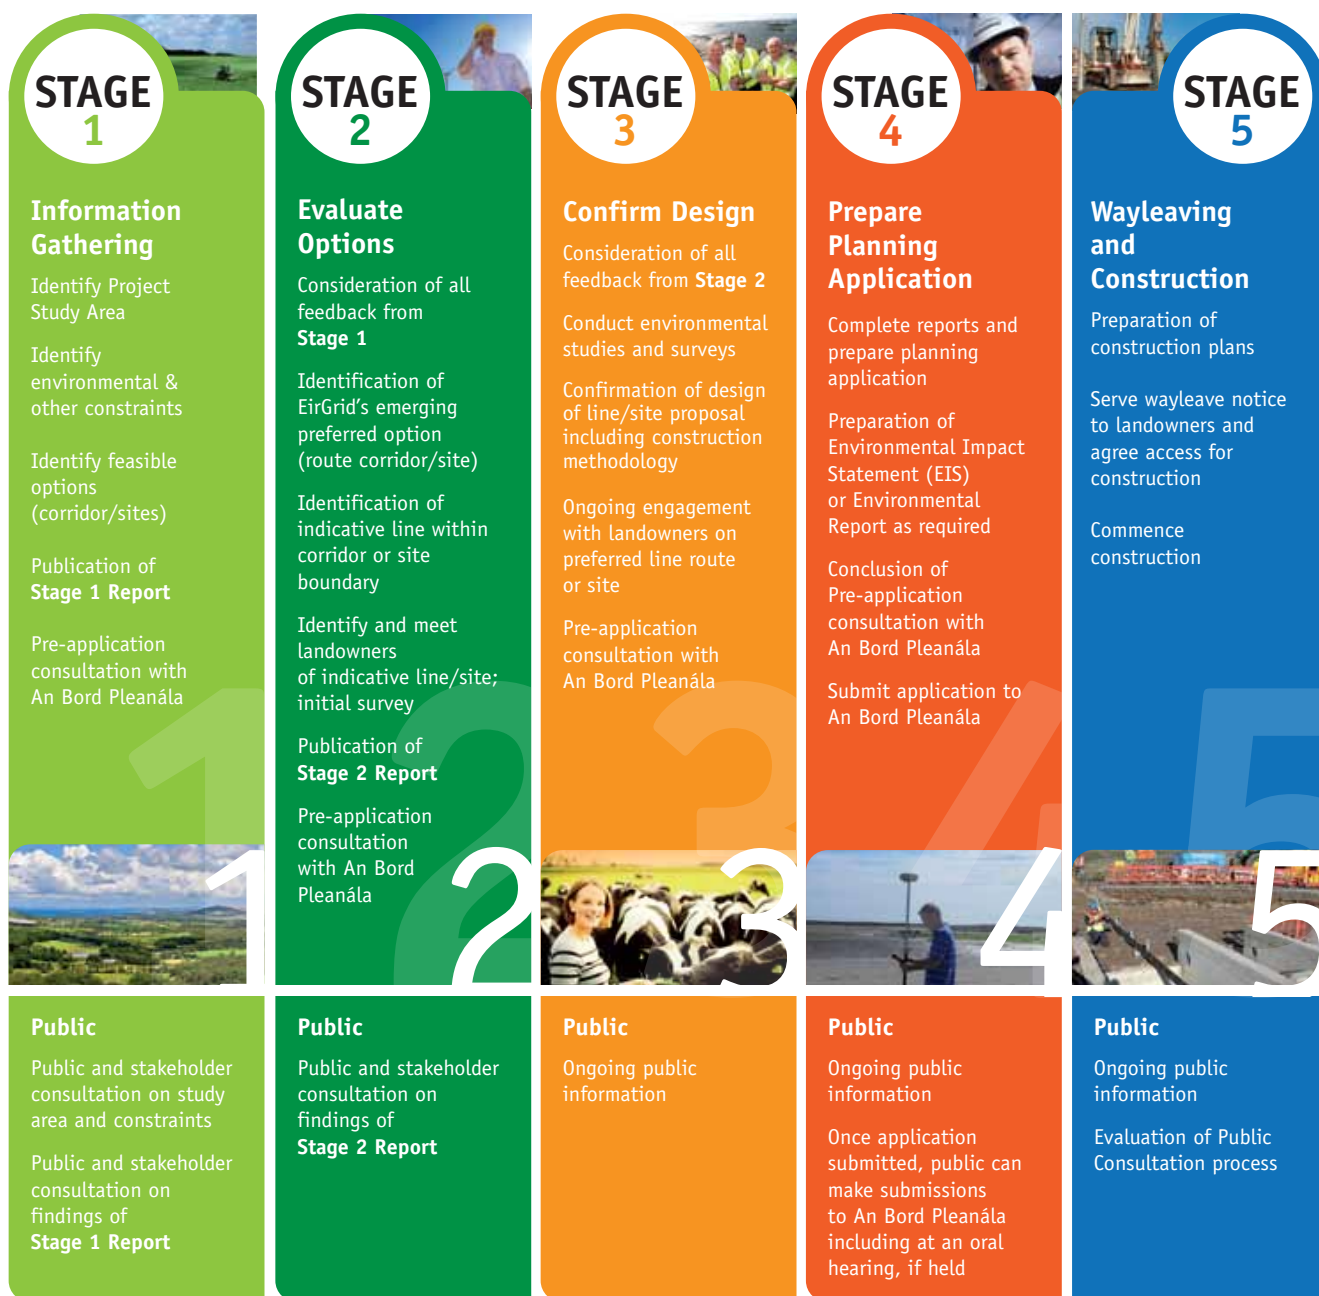 STAGE
1
Information
Gathering
Identify Project
Study Area
Identify
environmental &
other constraints
Identify feasible
options
(corridor/sites)
Publication of
Stage 1 Report
Pre-application
consultation with
An Bord Pleanála
1
1
Public
Public and stakeholder
consultation on study
area and constraints
Public and stakeholder
consultation on
findings of
Stage 1 Report
STAGE
2
Evaluate
Options
Consideration of all
feedback from
Stage 1
Identification of
EirGrid's emerging
preferred option
(route corridor/site)
Identification of
indicative line within
corridor or site
boundary
Identify and meet
landowners
of indicative line/site;
initial survey
Publication of
Stage 2 Report
Pre-application
consultation
with An Bord
Pleanála
2
2
Public
Public and stakeholder
consultation on
findings of
Stage 2 Report
STAGE
3
Confirm Design
Consideration of all
feedback from Stage 2
Conduct environmental
studies and surveys
Confirmation of design
of line/site proposal
including construction
methodology
Ongoing engagement
with landowners on
preferred line route
or site
Pre-application
consultation with
An Bord Pleanála
3
3
Public
Ongoing public
information
STAGE
4
Prepare
Planning
Application
Complete reports and
prepare planning
application
Preparation of
Environmental Impact
Statement (EIS)
or Environmental
Report as required
Conclusion of
Pre-application
consultation with
An Bord Pleanála
Submit application to
An Bord Pleanála
4
4
Public
Ongoing public
information
Once application
submitted, public can
make submissions
to An Bord Pleanála
including at an oral
hearing, if held
STAGE
5
Wayleaving
and
Construction
Preparation of
construction plans
Serve wayleave notice
to landowners and
agree access for
construction
Commence
construction
5
5
Public
Ongoing public
information
Evaluation of Public
Consultation process